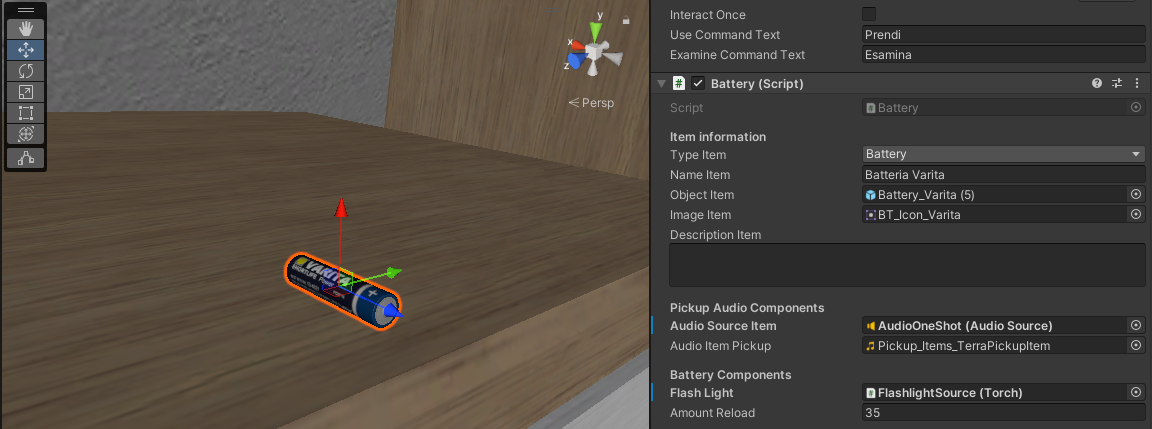 Interact Once
Use Command Text Prendi
Examine Command Text Esamina
Battery (Script)
Script Battery
Item information
Type Item Battery
Name Item Batteria Varita
Object Item Battery_Varita (5)
Image Item BT_Icon_Varita
Description Item
Pickup Audio Components
Audio Source Item AudioOneShot (Audio Source)
Audio Item Pickup Pickup_Items_TerraPickupItem
Battery Components
Flash Light FlashlightSource (Torch)
Amount Reload 35
y
x
z
Persp
VARITA